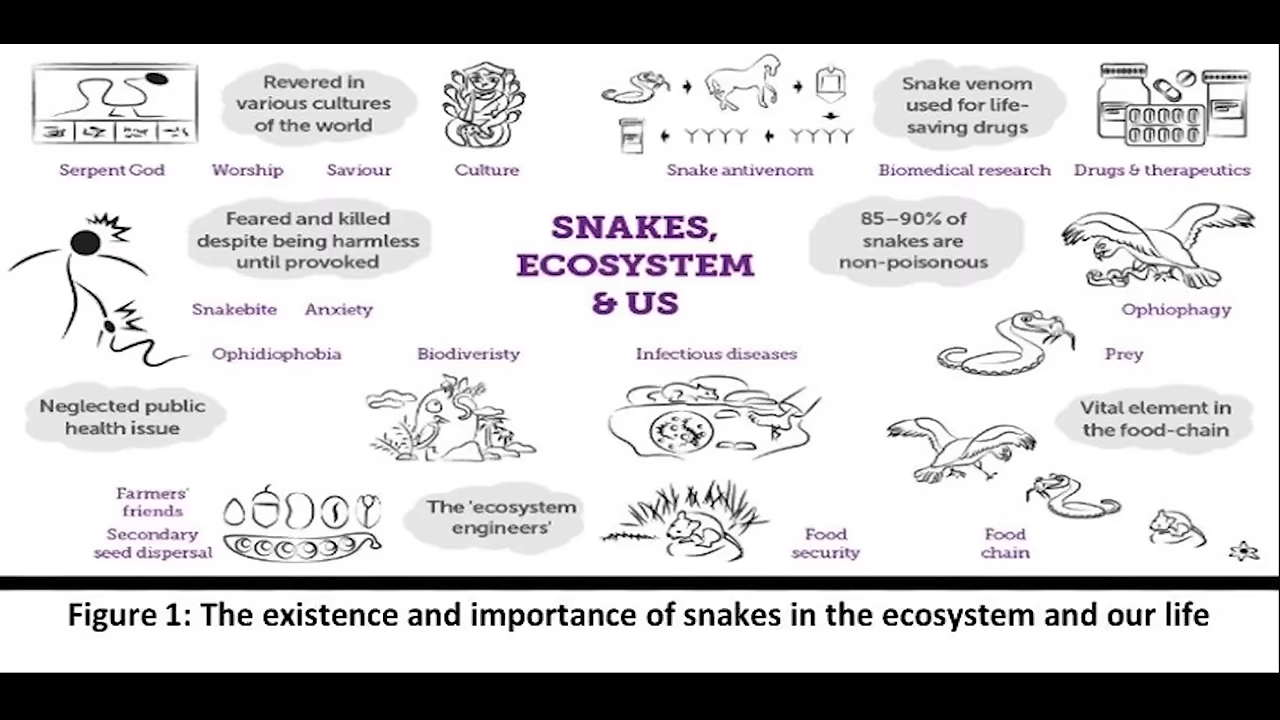 Revered in
various cultures
of the world
Snake venom
used for life-
saving drugs
Serpent God
Worship
Saviour
Culture
Snake antivenom
Biomedical research
Drugs & therapeutics
Feared and killed
despite being harmless
until provoked
SNAKES,
ECOSYSTEM
& US
85–90% of
snakes are
non-poisonous
Snakebite
Anxiety
Ophiophagy
Ophidiophobia
Biodiveristy
Infectious diseases
Prey
Neglected public
health issue
Vital element in
the food-chain
Farmers'
friends
Secondary
seed dispersal
The 'ecosystem
engineers'
Food
security
Food
chain
Figure 1: The existence and importance of snakes in the ecosystem and our life